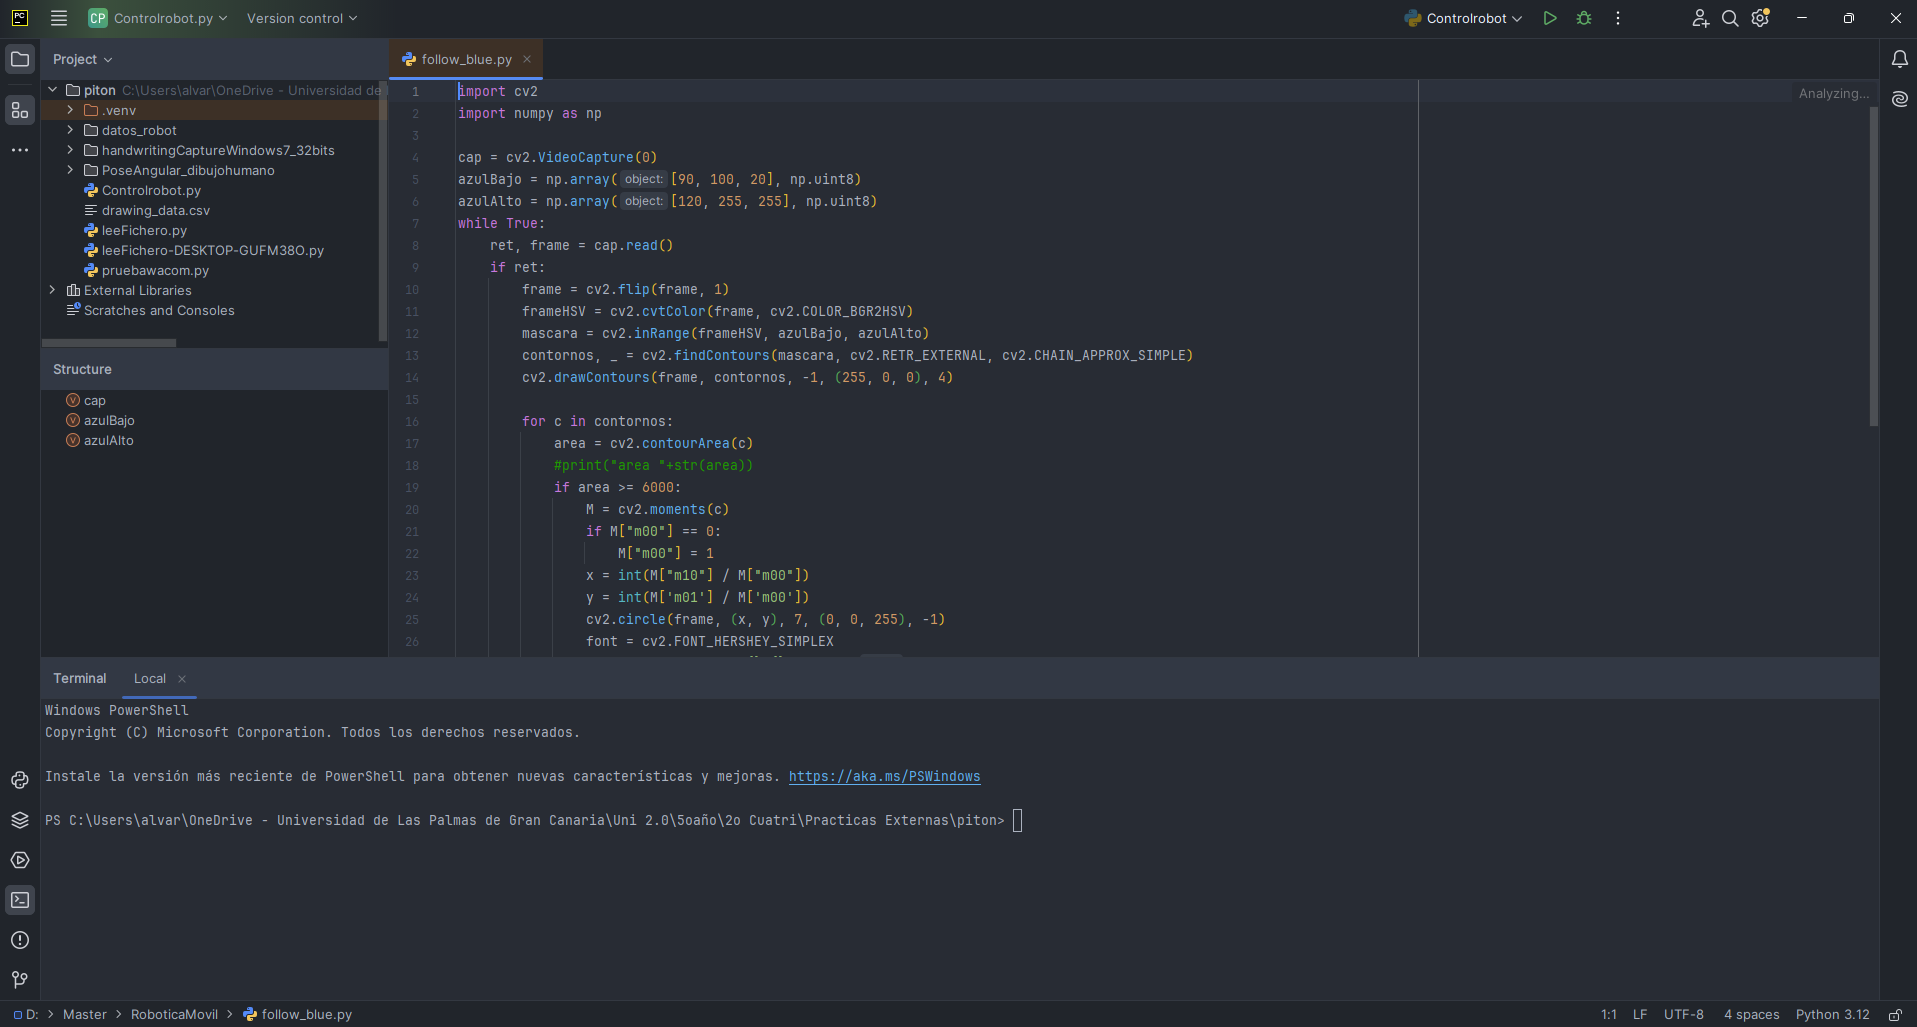 PC
CP Controlrobot.py
Version control
Controlrobot
Project
follow_blue.py
piton C:\Users\alvar\OneDrive - Universidad de
.venv
datos_robot
handwritingCaptureWindows7_32bits
PoseAngular_dibujohumano
Controlrobot.py
drawing_data.csv
leeFichero.py
leeFichero-DESKTOP-GUFM38O.py
pruebawacom.py
External Libraries
Scratches and Consoles
Structure
V cap
V azulBajo
V azulAlto
Analyzing...
1 import cv2
2 import numpy as np
3
4 cap = cv2.VideoCapture(0)
5 azulBajo = np.array( object: [90, 100, 20], np.uint8)
6 azulAlto = np.array( object: [120, 255, 255], np.uint8)
7 while True:
8     ret, frame = cap.read()
9     if ret:
10         frame = cv2.flip(frame, 1)
11         frameHSV = cv2.cvtColor(frame, cv2.COLOR_BGR2HSV)
12         mascara = cv2.inRange(frameHSV, azulBajo, azulAlto)
13         contornos, _ = cv2.findContours(mascara, cv2.RETR_EXTERNAL, cv2.CHAIN_APPROX_SIMPLE)
14         cv2.drawContours(frame, contornos, -1, (255, 0, 0), 4)
15
16         for c in contornos:
17             area = cv2.contourArea(c)
18             #print("area "+str(area))
19             if area >= 6000:
20                 M = cv2.moments(c)
21                 if M["m00"] == 0:
22                     M["m00"] = 1
23                 x = int(M["m10"] / M["m00"])
24                 y = int(M['m01'] / M['m00'])
25                 cv2.circle(frame, (x, y), 7, (0, 0, 255), -1)
26                 font = cv2.FONT_HERSHEY_SIMPLEX
Terminal
Local
Windows PowerShell
Copyright (C) Microsoft Corporation. Todos los derechos reservados.
Instale la versión más reciente de PowerShell para obtener nuevas características y mejoras. https://aka.ms/PSWindows
PS C:\Users\alvar\OneDrive - Universidad de Las Palmas de Gran Canaria\Uni 2.0\5oaño\2o Cuatri\Practicas Externas\piton>
D: > Master > RoboticaMovil > follow_blue.py
1:1 LF UTF-8 4 spaces Python 3.12